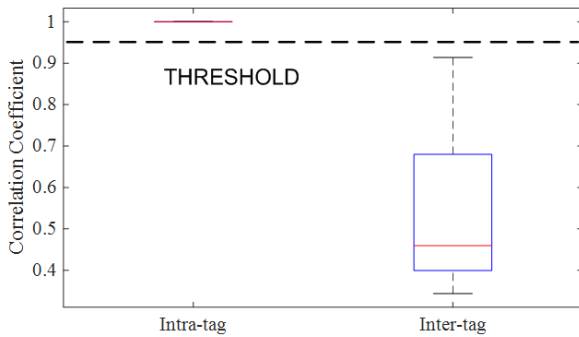 Correlation Coefficient
1
0.9
0.8
0.7
0.6
0.5
0.4
THRESHOLD
Intra-tag
Inter-tag